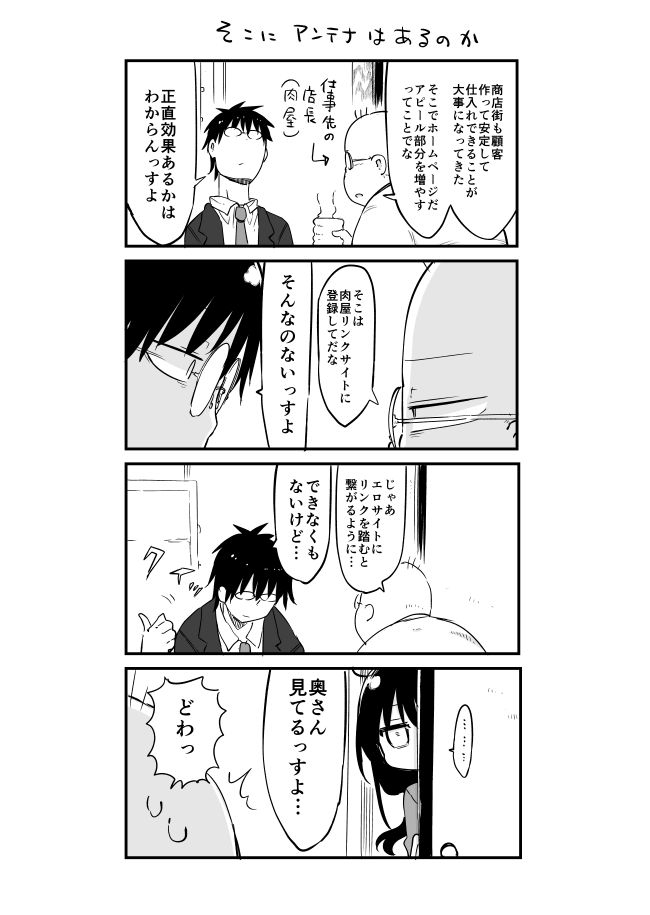 そこに アンテナ はあるのか
商店街も顧客
作って安定して
仕入れできることが
大事になってきた
そこでホームページだ
アピール部分を増やす
ってことでな
仕事先の
店長
(肉屋)
正直効果あるかは
わからんっすよ
そこは
肉屋リンクサイトに
登録してだな
そんなのないっすよ
じゃあ
エロサイトに
リンクを踏むと
繋がるように…
できなくも
ないけど…
………
奥さん
見てるっすよ…
どわっ